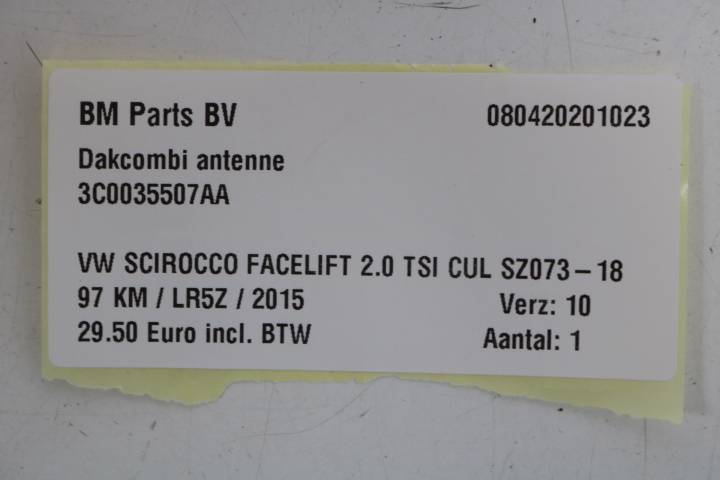 BM Parts BV 080420201023
Dakcombi antenne
3C0035507AA
VW SCIROCCO FACELIFT 2.0 TSI CUL SZ073-18
97 KM / LR5Z / 2015 Verz: 10
29.50 Euro incl. BTW Aantal: 1